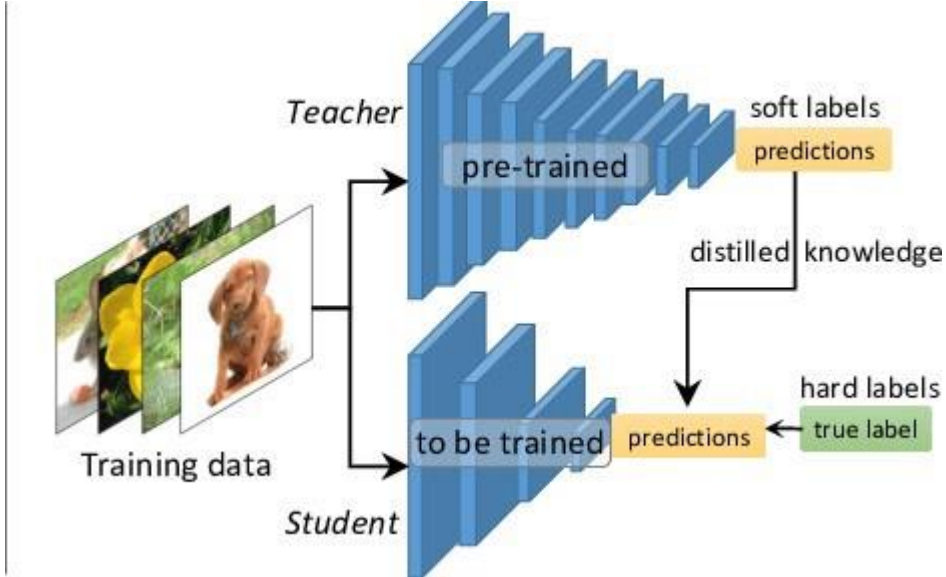 Teacher
pre-trained
soft labels
predictions
distilled knowledge
Training data
hard labels
to be trained
predictions
true label
Student